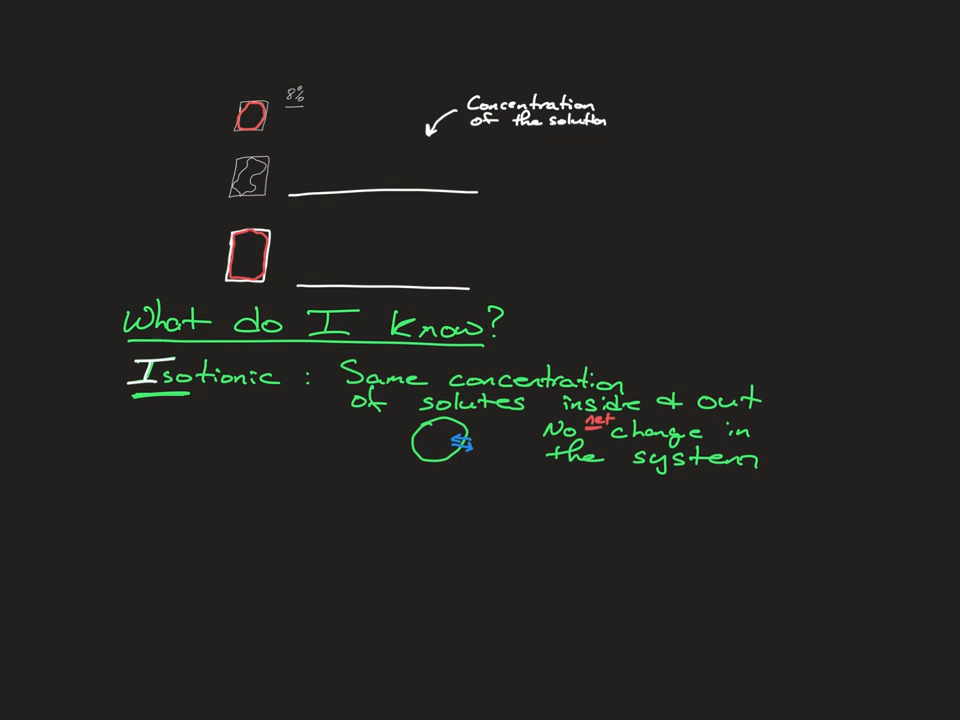 8%
Concentration
of the solution
What do I know?
Isotionic : Same concentration
of solutes inside & out
No net change in
the system